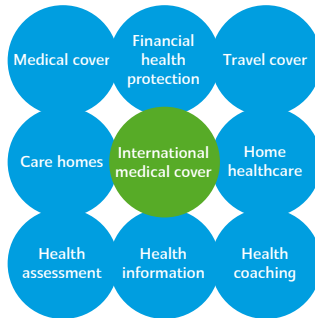 Medical cover
Financial
health
protection
Travel cover
Care homes
International
medical cover
Home
healthcare
Health
assessment
Health
information
Health
coaching